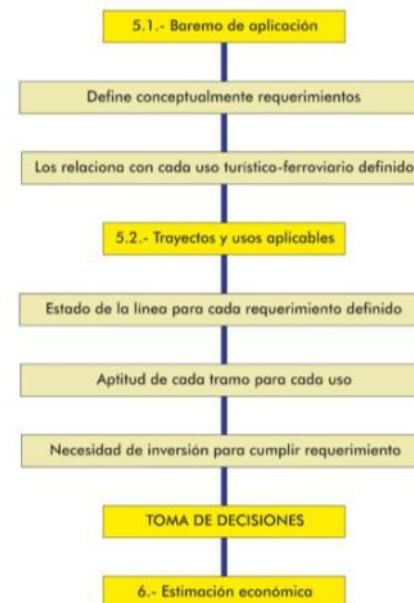 5.1.- Baremo de aplicación
Define conceptualmente requerimientos
Los relaciona con cada uso turístico-ferroviario definido
5.2.- Trayectos y usos aplicables
Estado de la línea para cada requerimiento definido
Aptitud de cada tramo para cada uso
Necesidad de inversión para cumplir requerimiento
TOMA DE DECISIONES
6.- Estimación económica